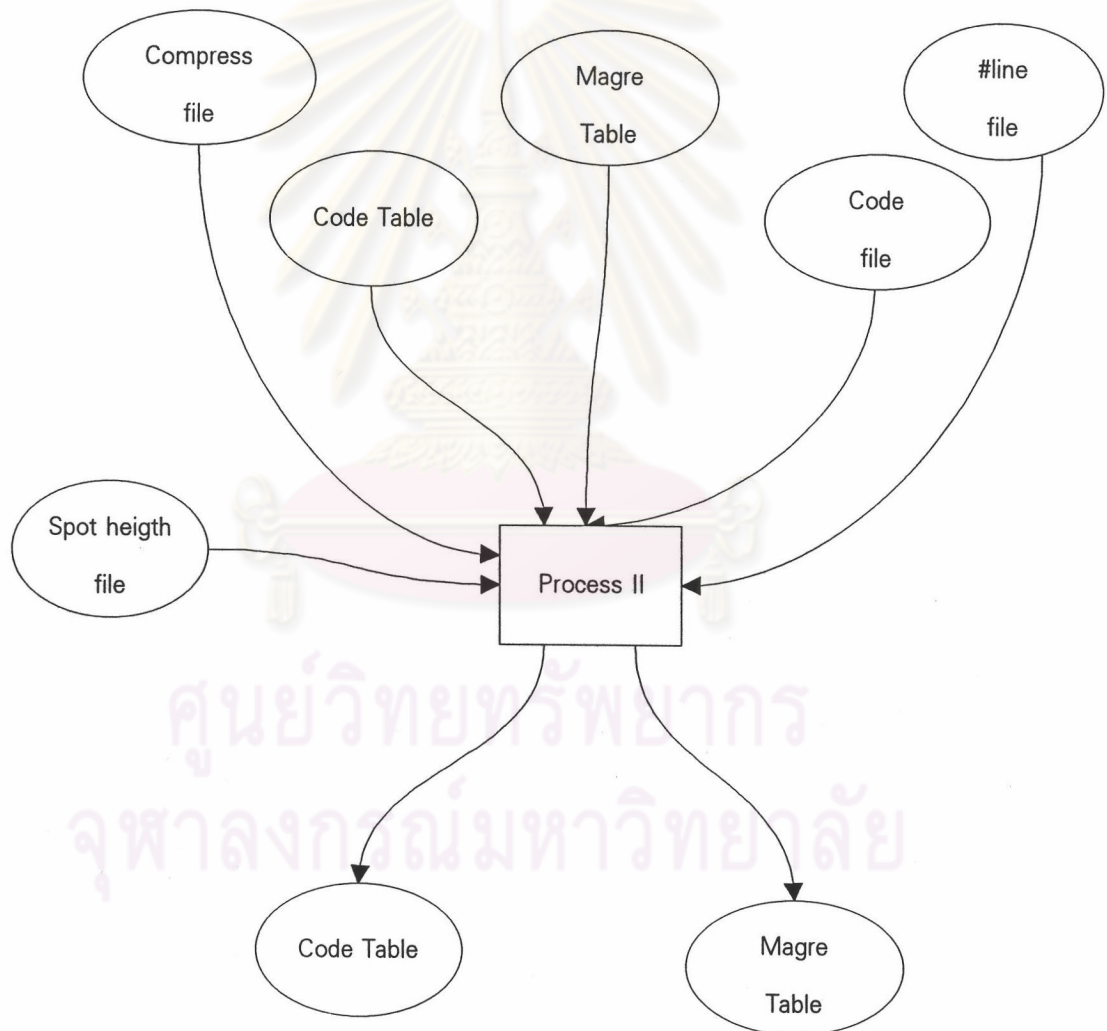 Compress
file
Magre
Table
#line
file
Code Table
Code
file
Spot heigth
file
Process II
ศูนย์วิทยทรัพยากร
จุฬาลงกรณ์มหาวิทยาลัย
Code Table
Magre
Table